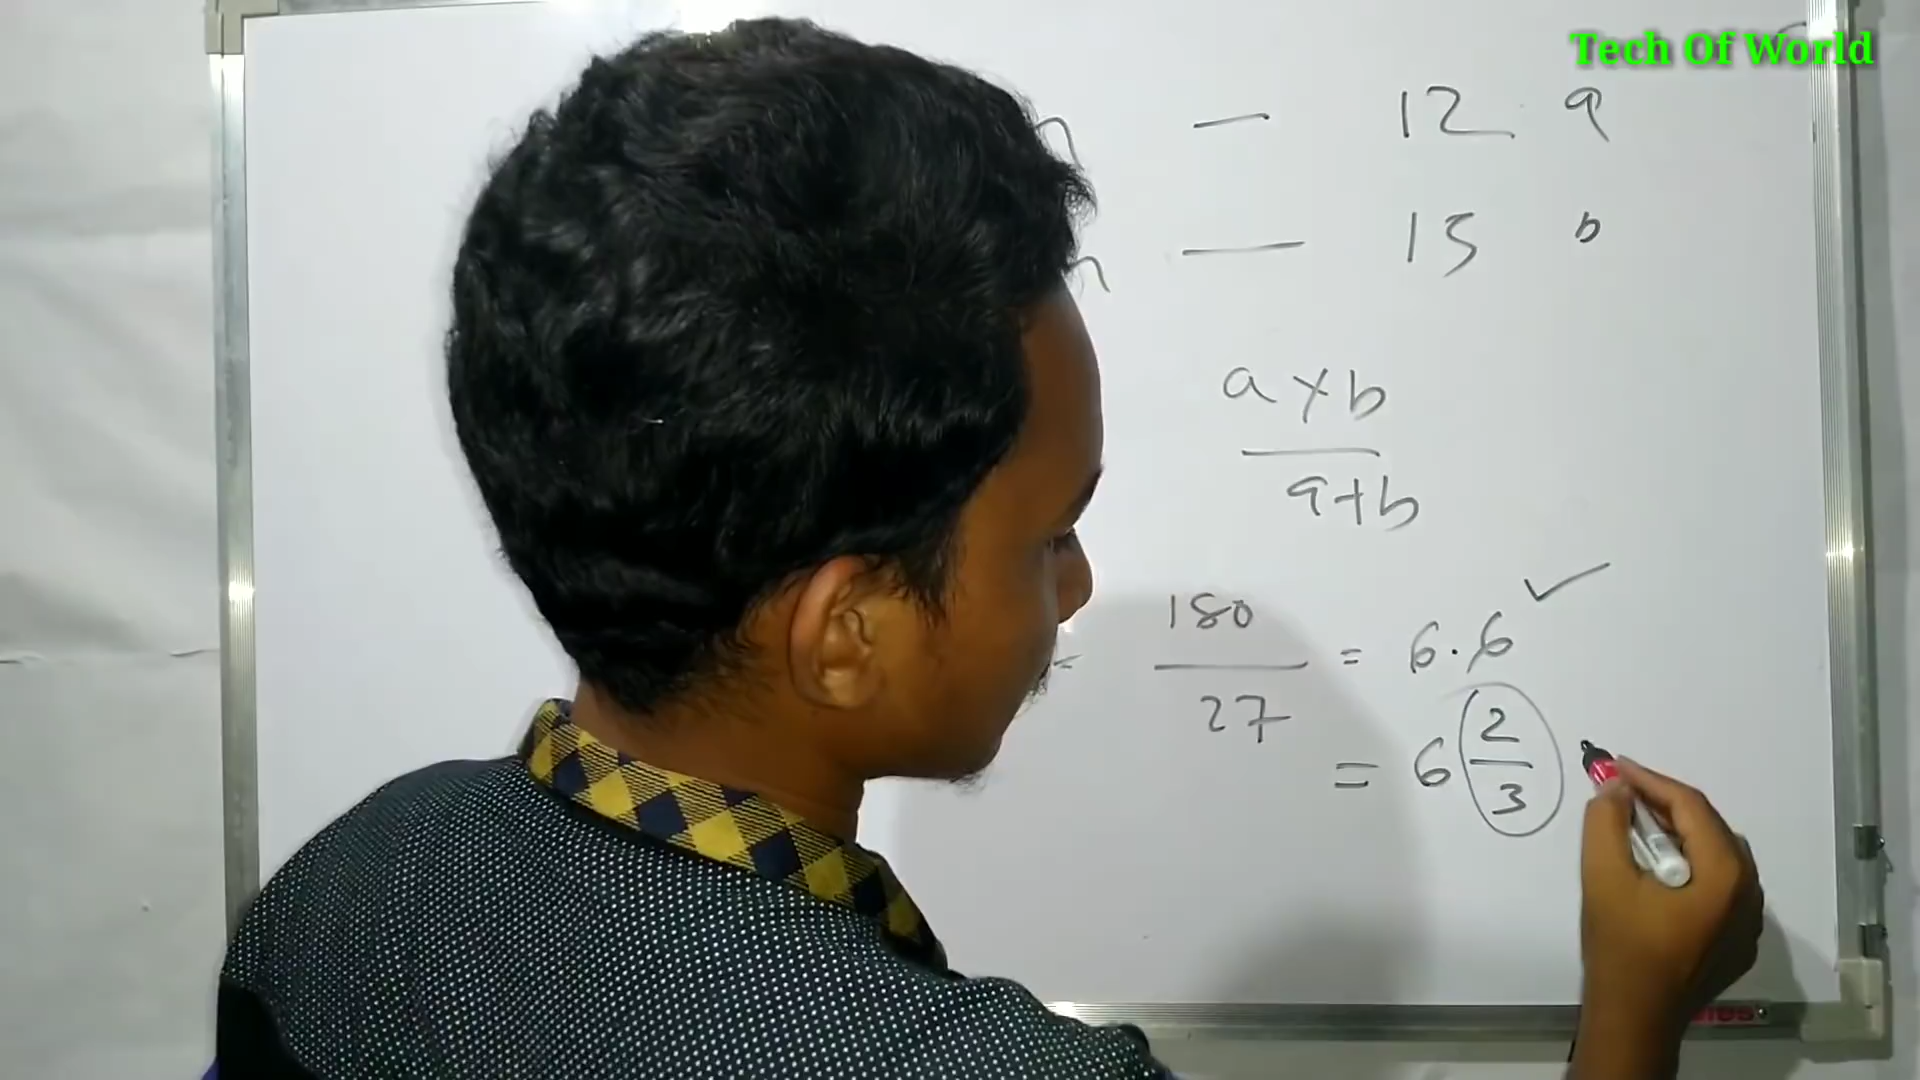 Tech Of World
— 12 a
— 15 b
a × b
a + b
180
27
= 6.6 ✓
= 6 2/3